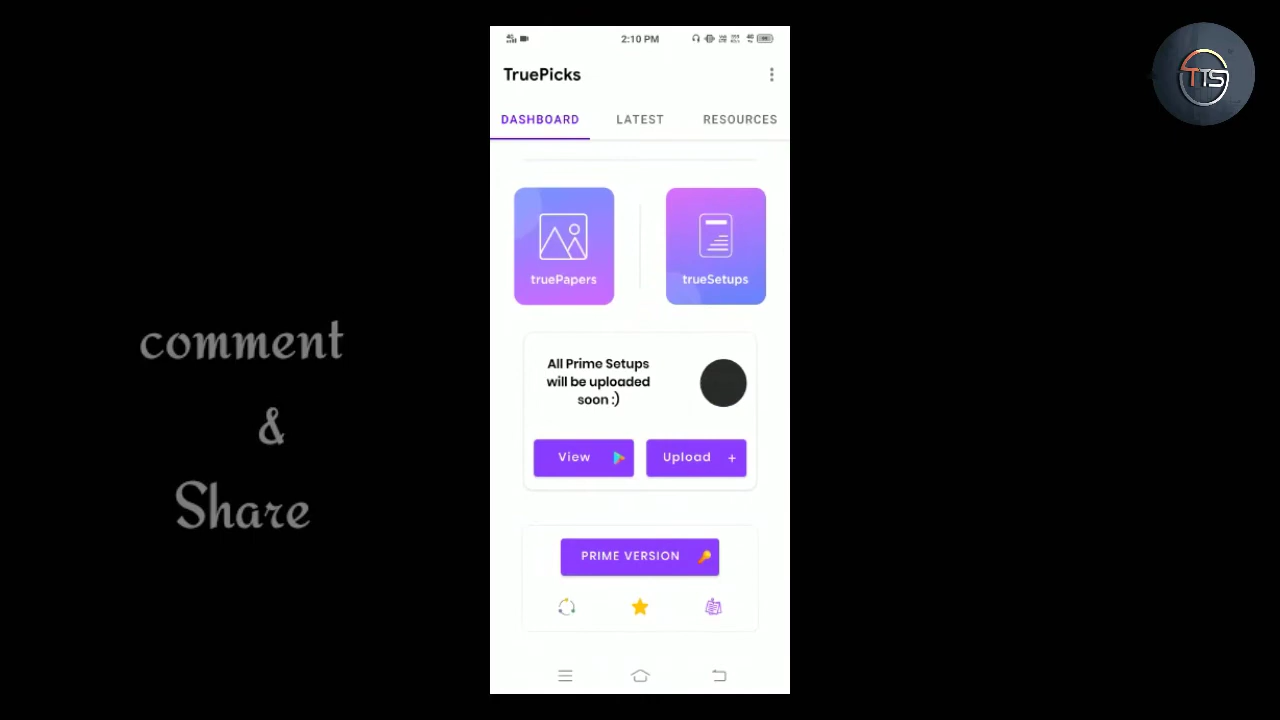 2:10 PM
TruePicks
DASHBOARD
LATEST
RESOURCES
truePapers
trueSetups
All Prime Setups
will be uploaded
soon :)
View
Upload +
PRIME VERSION
comment
&
Share
TTS